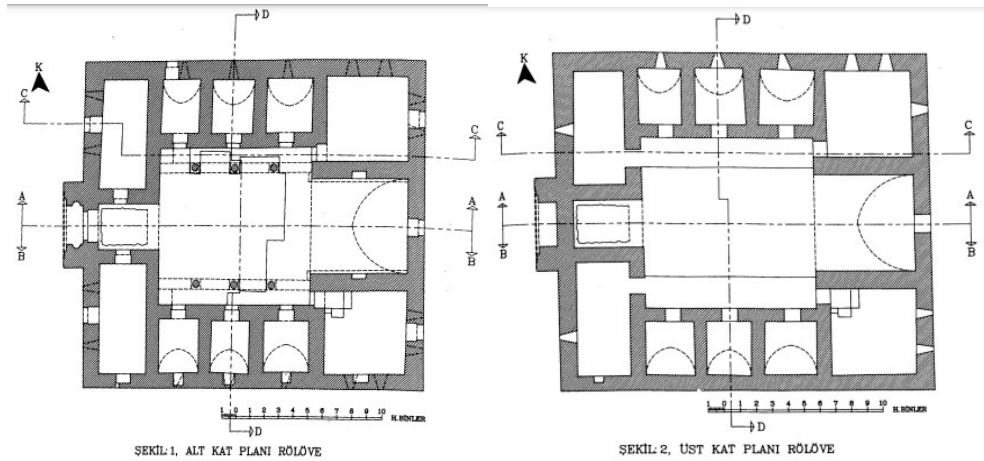 D
K
C
C
A
A
B
B
1 0 1 2 3 4 5 6 7 8 9 10
H.BİNLER
D
ŞEKİL:1, ALT KAT PLANI RÖLÖVE
D
K
C
C
A
A
B
B
1 0 1 2 3 4 5 6 7 8 9 10
H.BİNLER
D
ŞEKİL:2, ÜST KAT PLANI RÖLÖVE